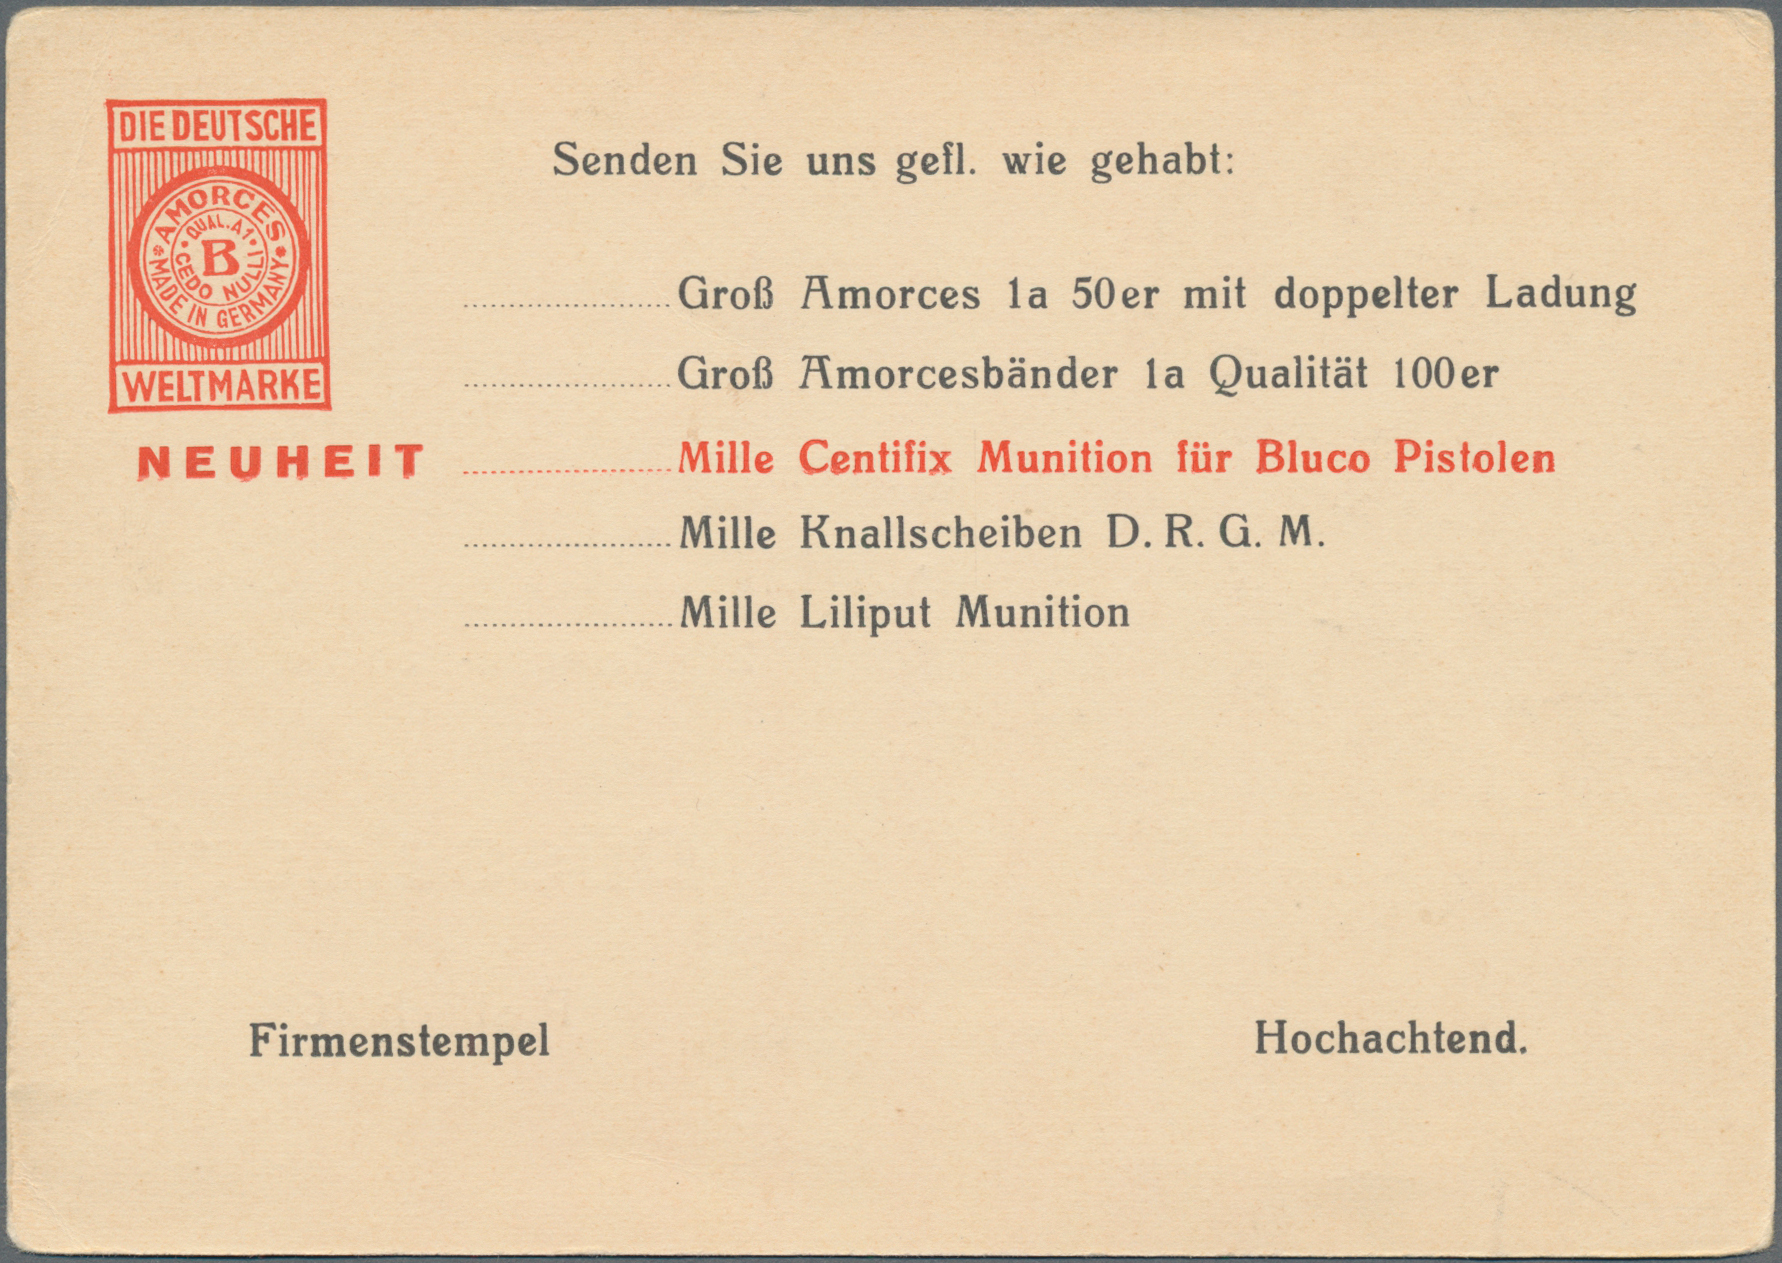 DIE DEUTSCHE
AMORCES
QUAL. A1
B
CEDO NULLI
MADE IN GERMANY
WELTMARKE
Senden Sie uns gefl. wie gehabt:
......................Groß Amorces 1a 50er mit doppelter Ladung
......................Groß Amorcesbänder 1a Qualität 100er
NEUHEIT ......................Mille Centifix Munition für Bluco Pistolen
......................Mille Knallscheiben D. R. G. M.
......................Mille Liliput Munition
Firmenstempel Hochachtend.